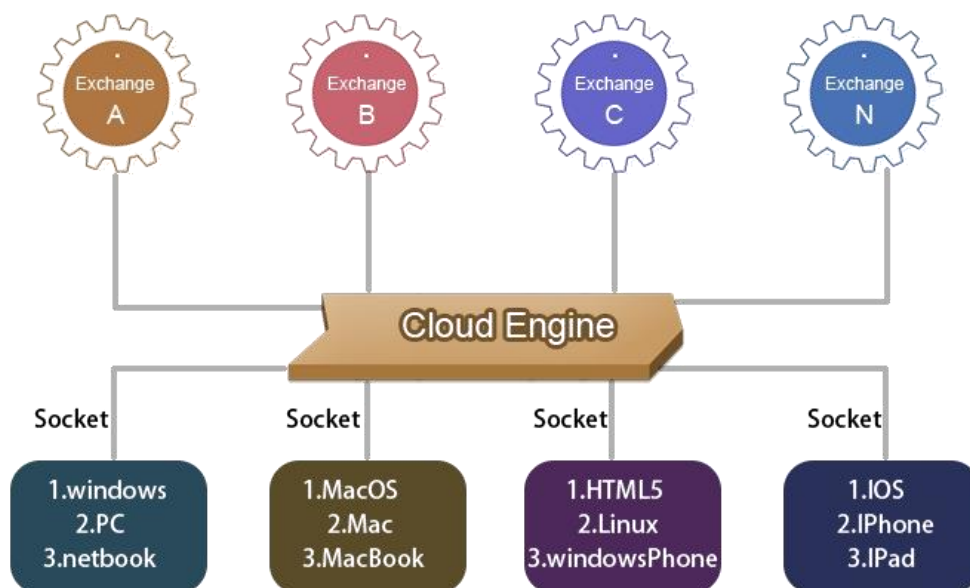 Exchange
A
Exchange
B
Exchange
C
Exchange
N
Cloud Engine
Socket
Socket
Socket
Socket
1.windows
2.PC
3.netbook
1.MacOS
2.Mac
3.MacBook
1.HTML5
2.Linux
3.windowsPhone
1.IOS
2.IPhone
3.IPad